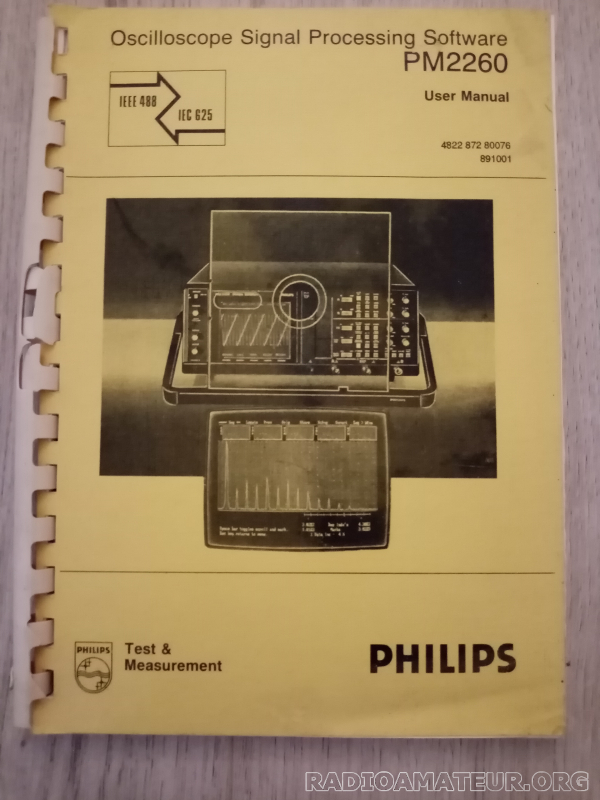 Oscilloscope Signal Processing Software
PM2260
User Manual
IEEE 488
IEC 625
4822 872 80076
891001
PHILIPS
Test &
Measurement
PHILIPS
RADIOAMATEUR.ORG